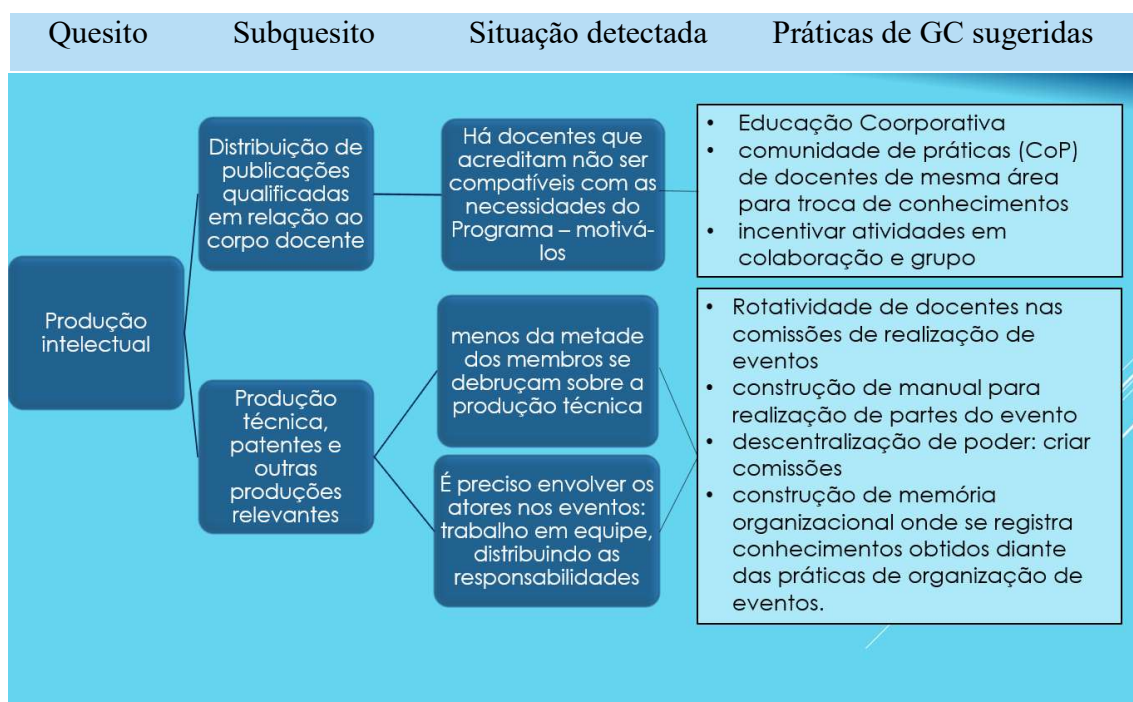 Quesito Subquesito Situação detectada Práticas de GC sugeridas
Produção
intelectual
Distribuição de
publicações
qualificadas
em relação ao
corpo docente
Há docentes que
acreditam não ser
compatíveis com as
necessidades do
Programa – motivá-
los
• Educação Coorporativa
• comunidade de práticas (CoP)
de docentes de mesma área
para troca de conhecimentos
• incentivar atividades em
colaboração e grupo
Produção
técnica,
patentes e
outras
produções
relevantes
menos da metade
dos membros se
debruçam sobre a
produção técnica
É preciso envolver os
atores nos eventos:
trabalho em equipe,
distribuindo as
responsabilidades
• Rotatividade de docentes nas
comissões de realização de
eventos
• construção de manual para
realização de partes do evento
• descentralização de poder: criar
comissões
• construção de memória
organizacional onde se registra
conhecimentos obtidos diante
das práticas de organização de
eventos.